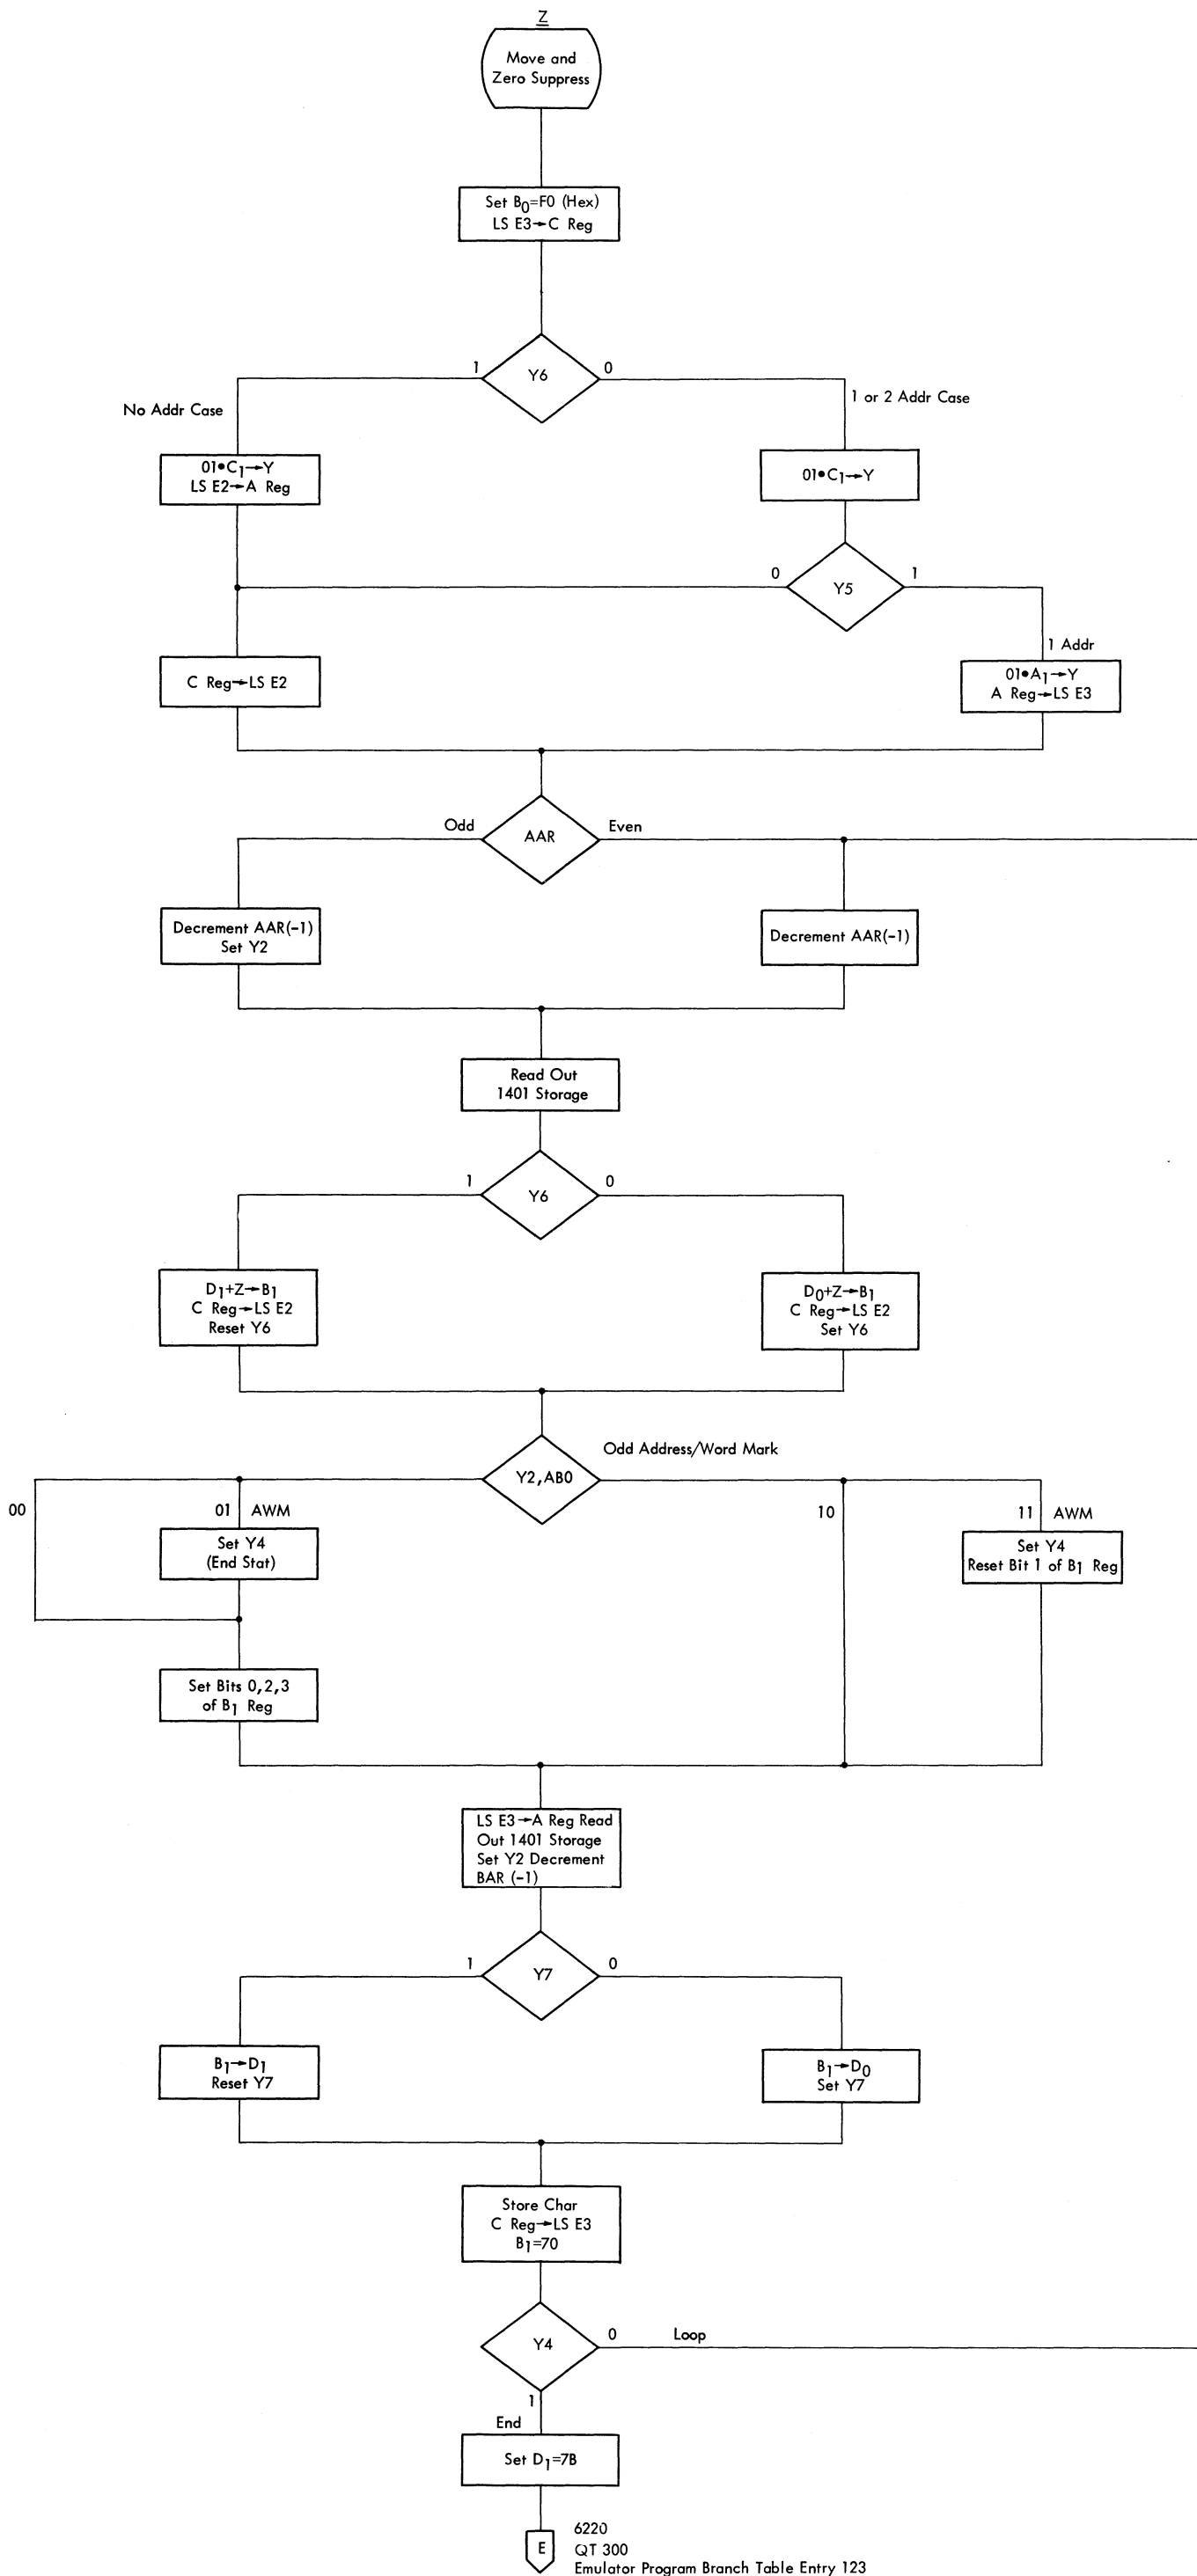 Z
Move and
Zero Suppress
Set B₀=F0 (Hex)
LS E3→C Reg
1
Y6
0
No Addr Case
1 or 2 Addr Case
01•C₁→Y
LS E2→A Reg
01•C₁→Y
0
Y5
1
1 Addr
C Reg→LS E2
01•A₁→Y
A Reg→LS E3
Odd
AAR
Even
Decrement AAR(-1)
Set Y2
Decrement AAR(-1)
Read Out
1401 Storage
1
Y6
0
D₁+Z→B₁
C Reg→LS E2
Reset Y6
D₀+Z→B₁
C Reg→LS E2
Set Y6
Odd Address/Word Mark
Y2,AB0
00
01 AWM
10
11 AWM
Set Y4
(End Stat)
Set Y4
Reset Bit 1 of B₁ Reg
Set Bits 0,2,3
of B₁ Reg
LS E3→A Reg Read
Out 1401 Storage
Set Y2 Decrement
BAR (-1)
1
Y7
0
B₁→D₁
Reset Y7
B₁→D₀
Set Y7
Store Char
C Reg→LS E3
B₁=70
Y4
0
Loop
1
End
Set D₁=7B
E
6220
QT 300
Emulator Program Branch Table Entry 123